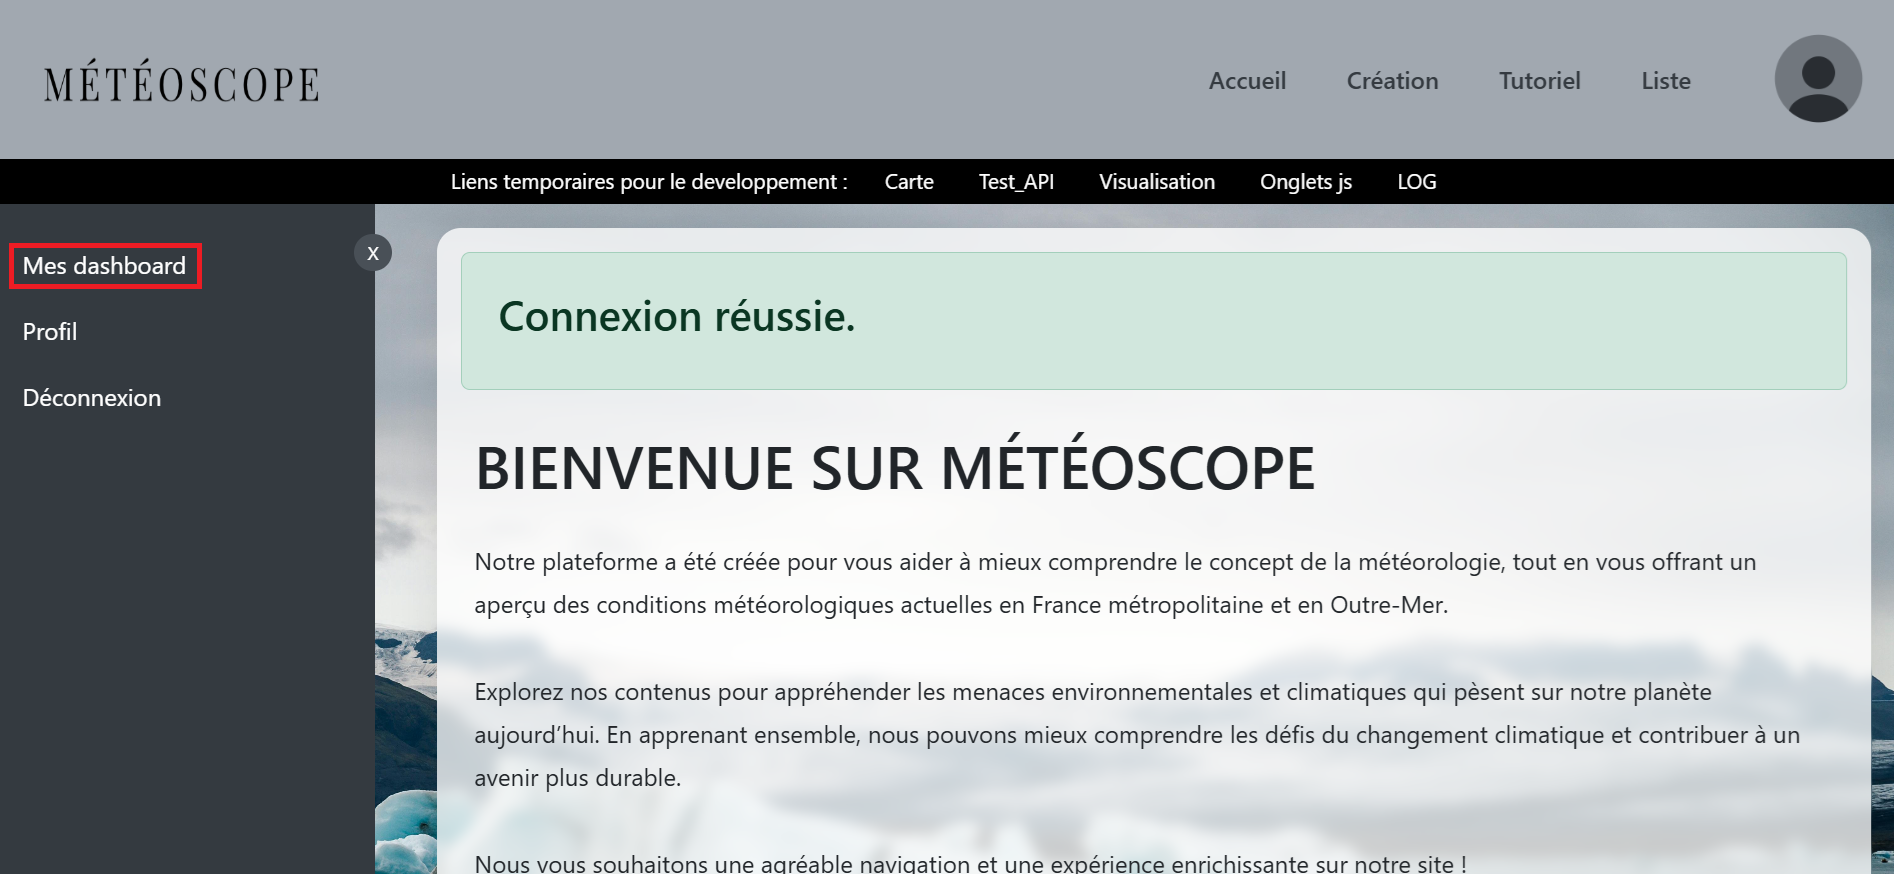 MÉTÉOSCOPE
Accueil Création Tutoriel Liste
Liens temporaires pour le developpement : Carte Test_API Visualisation Onglets js LOG
Mes dashboard
X
Profil
Déconnexion
Connexion réussie.
BIENVENUE SUR MÉTÉOSCOPE
Notre plateforme a été créée pour vous aider à mieux comprendre le concept de la météorologie, tout en vous offrant un
aperçu des conditions météorologiques actuelles en France métropolitaine et en Outre-Mer.
Explorez nos contenus pour appréhender les menaces environnementales et climatiques qui pèsent sur notre planète
aujourd’hui. En apprenant ensemble, nous pouvons mieux comprendre les défis du changement climatique et contribuer à un
avenir plus durable.
Nous vous souhaitons une agréable navigation et une expérience enrichissante sur notre site !